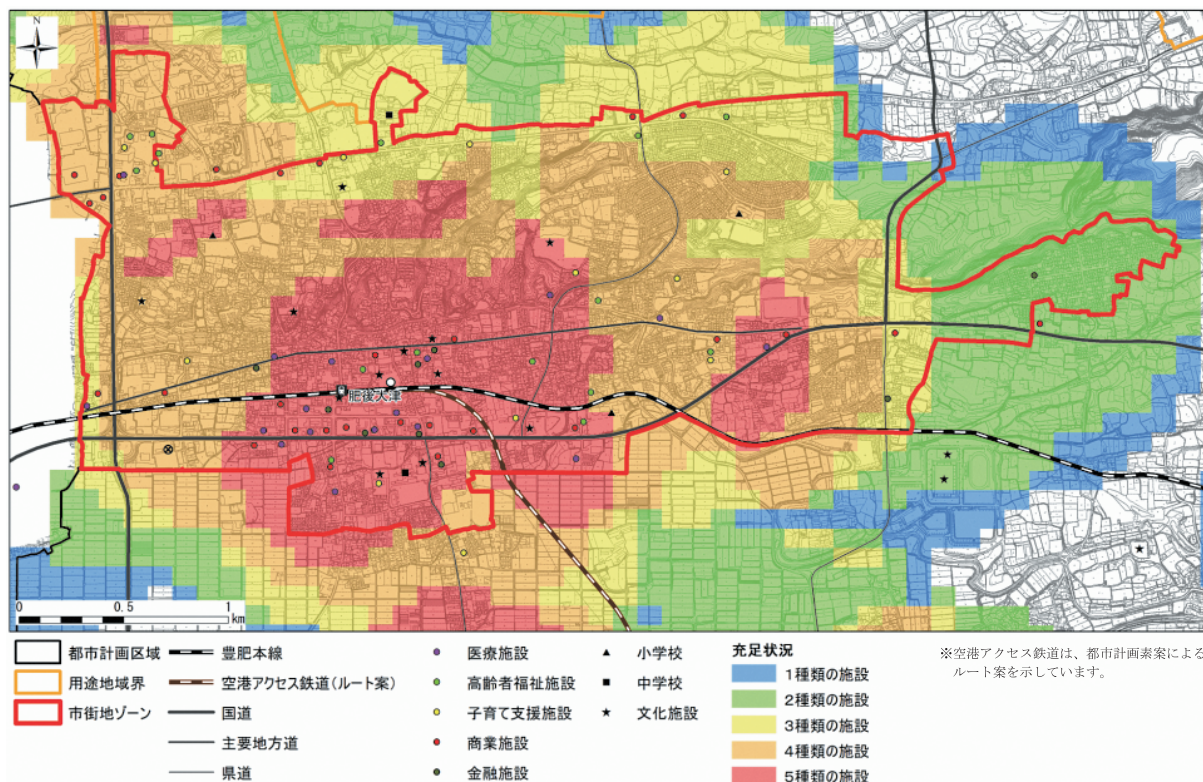 N
肥後大津
0 0.5 1
km
都市計画区域
用途地域界
市街地ゾーン
豊肥本線
空港アクセス鉄道(ルート案)
国道
主要地方道
県道
医療施設
高齢者福祉施設
子育て支援施設
商業施設
金融施設
小学校
中学校
文化施設
充足状況
1種類の施設
2種類の施設
3種類の施設
4種類の施設
5種類の施設
※空港アクセス鉄道は、都市計画素案による
ルート案を示しています。